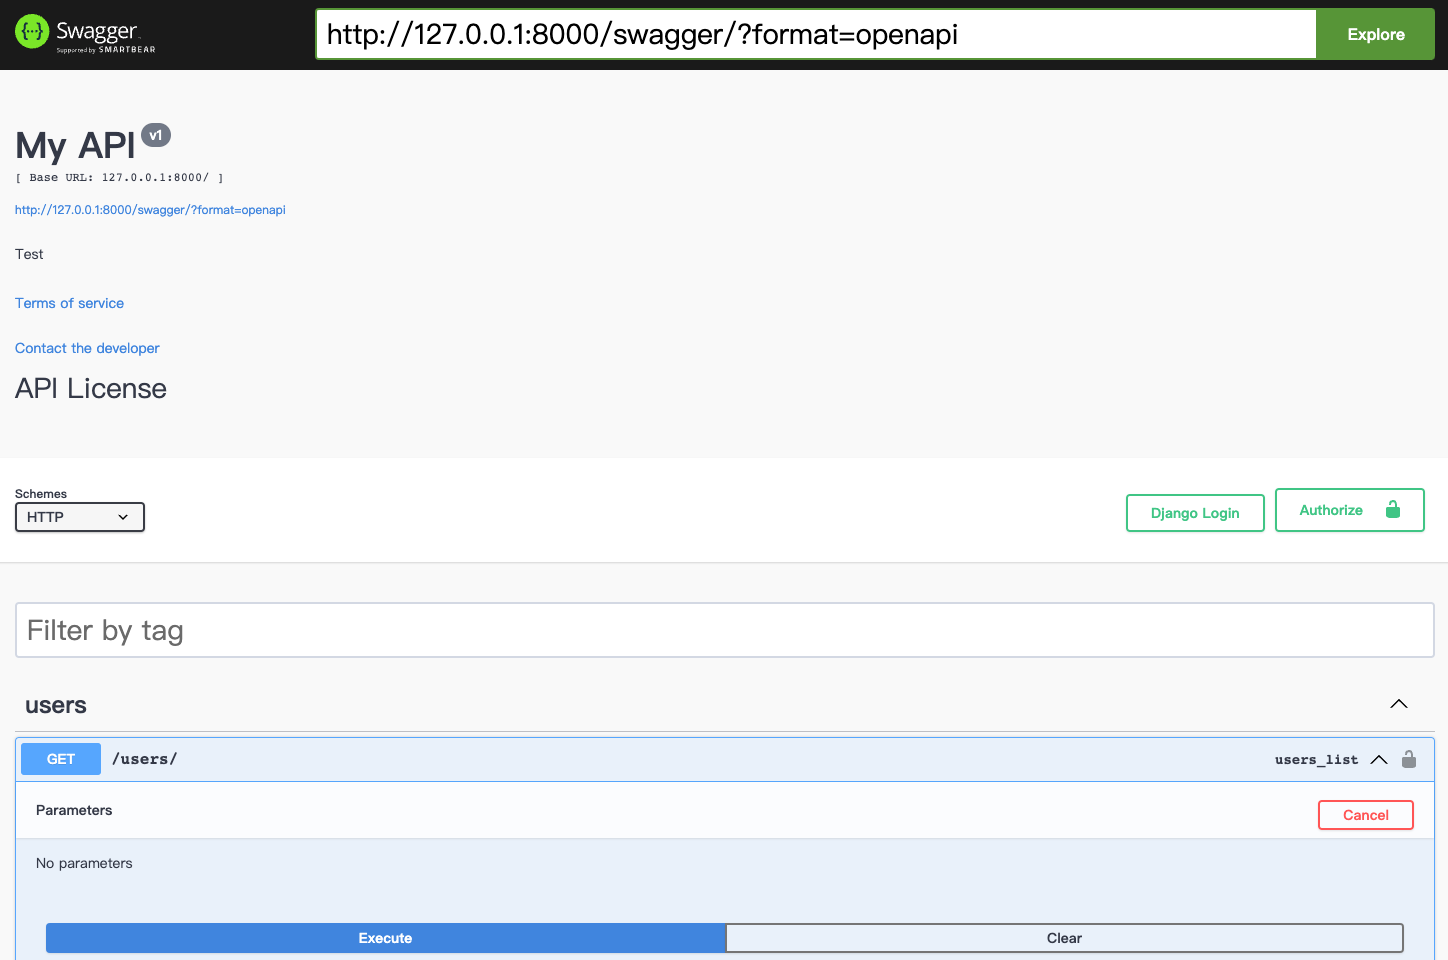 Swagger
Supported by SMARTBEAR
http://127.0.0.1:8000/swagger/?format=openapi
Explore
My API v1
[ Base URL: 127.0.0.1:8000/ ]
http://127.0.0.1:8000/swagger/?format=openapi
Test
Terms of service
Contact the developer
API License
Schemes
HTTP
Django Login
Authorize
Filter by tag
users
GET /users/ users_list
Parameters
Cancel
No parameters
Execute
Clear